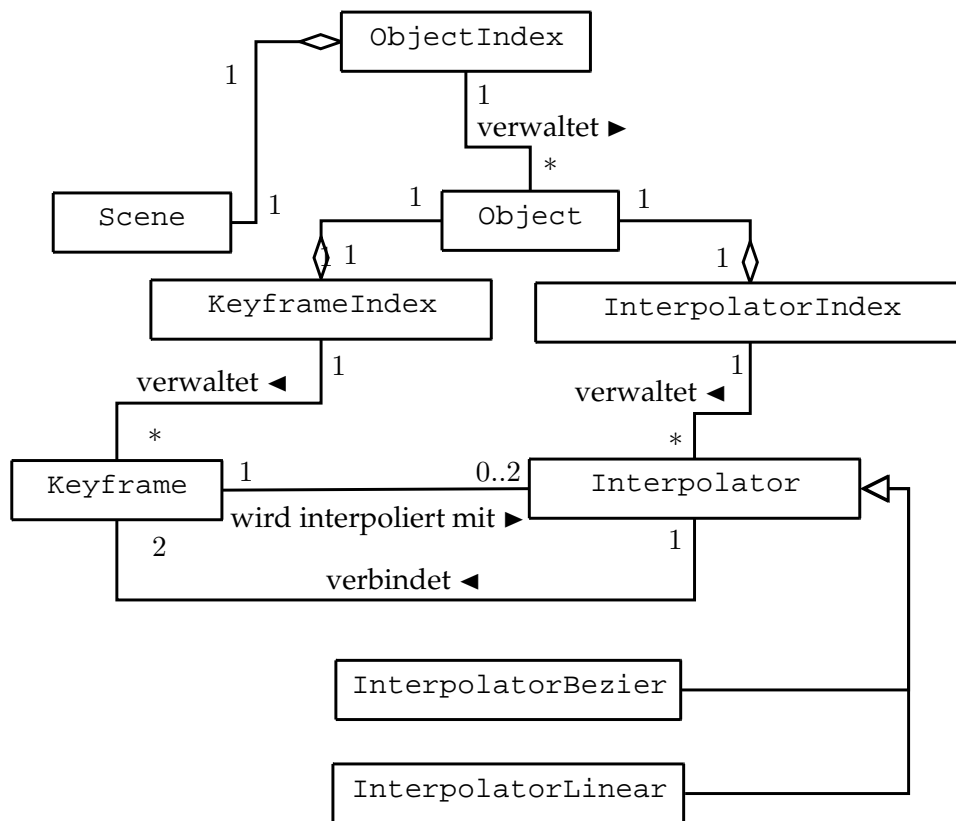 ObjectIndex
1
1
verwaltet ►
*
1
1
1
Scene
Object
1
1
1
1
KeyframeIndex
InterpolatorIndex
1
1
verwaltet ◄
verwaltet ◄
*
*
Keyframe
1
0..2
Interpolator
wird interpoliert mit ►
2
1
verbindet ◄
InterpolatorBezier
InterpolatorLinear